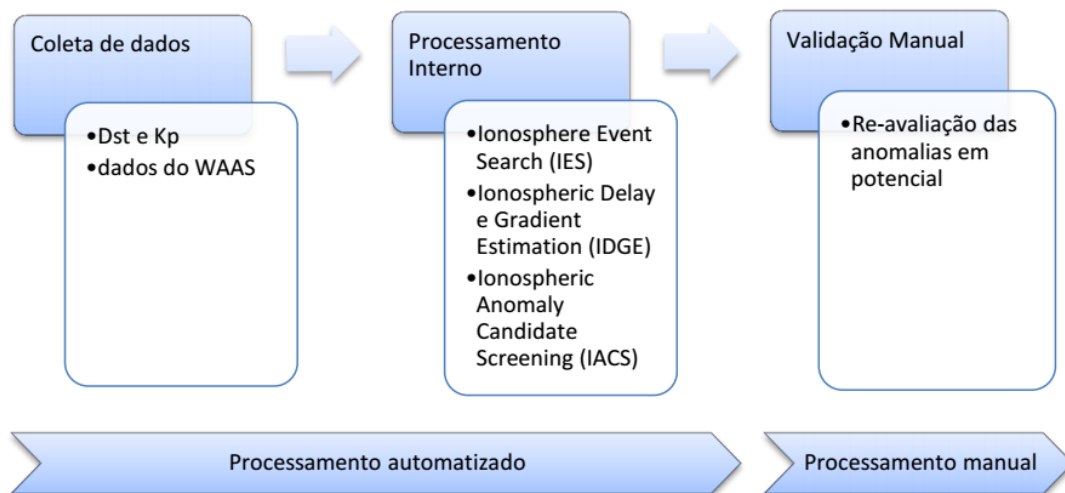 Coleta de dados
•Dst e Kp
•dados do WAAS
Processamento
Interno
•Ionosphere Event
Search (IES)
•Ionospheric Delay
e Gradient
Estimation (IDGE)
•Ionospheric
Anomaly
Candidate
Screening (IACS)
Validação Manual
•Re-avaliação das
anomalias em
potencial
Processamento automatizado
Processamento manual